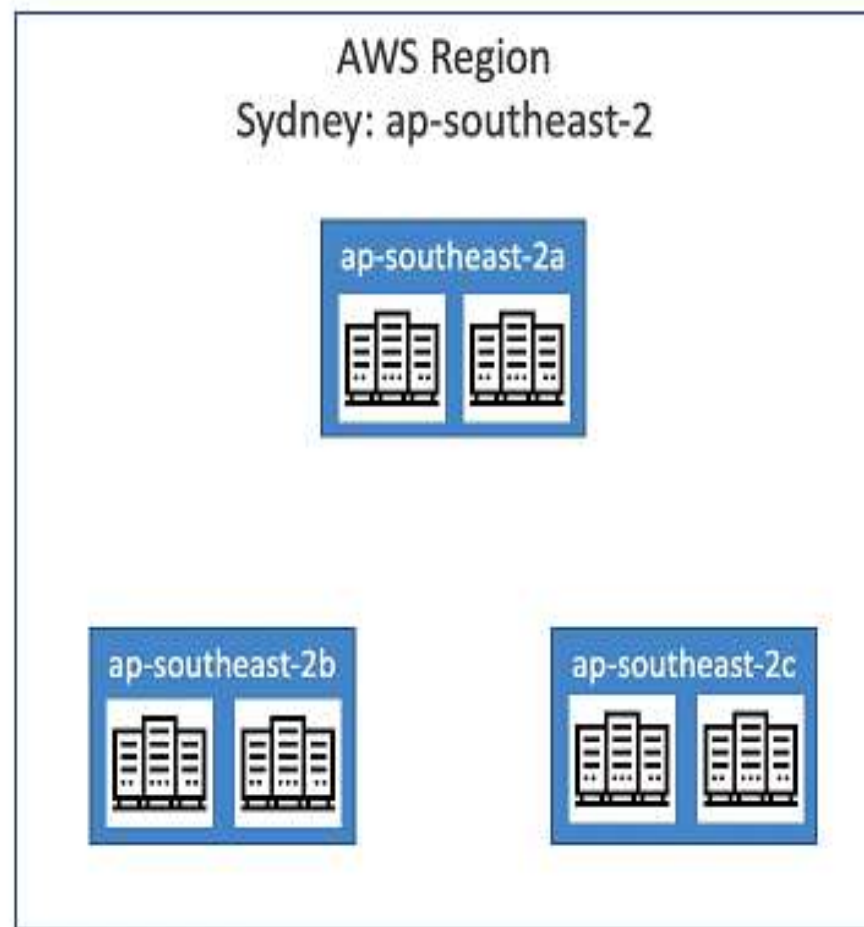 AWS Region
Sydney: ap-southeast-2
ap-southeast-2a
ap-southeast-2b
ap-southeast-2c